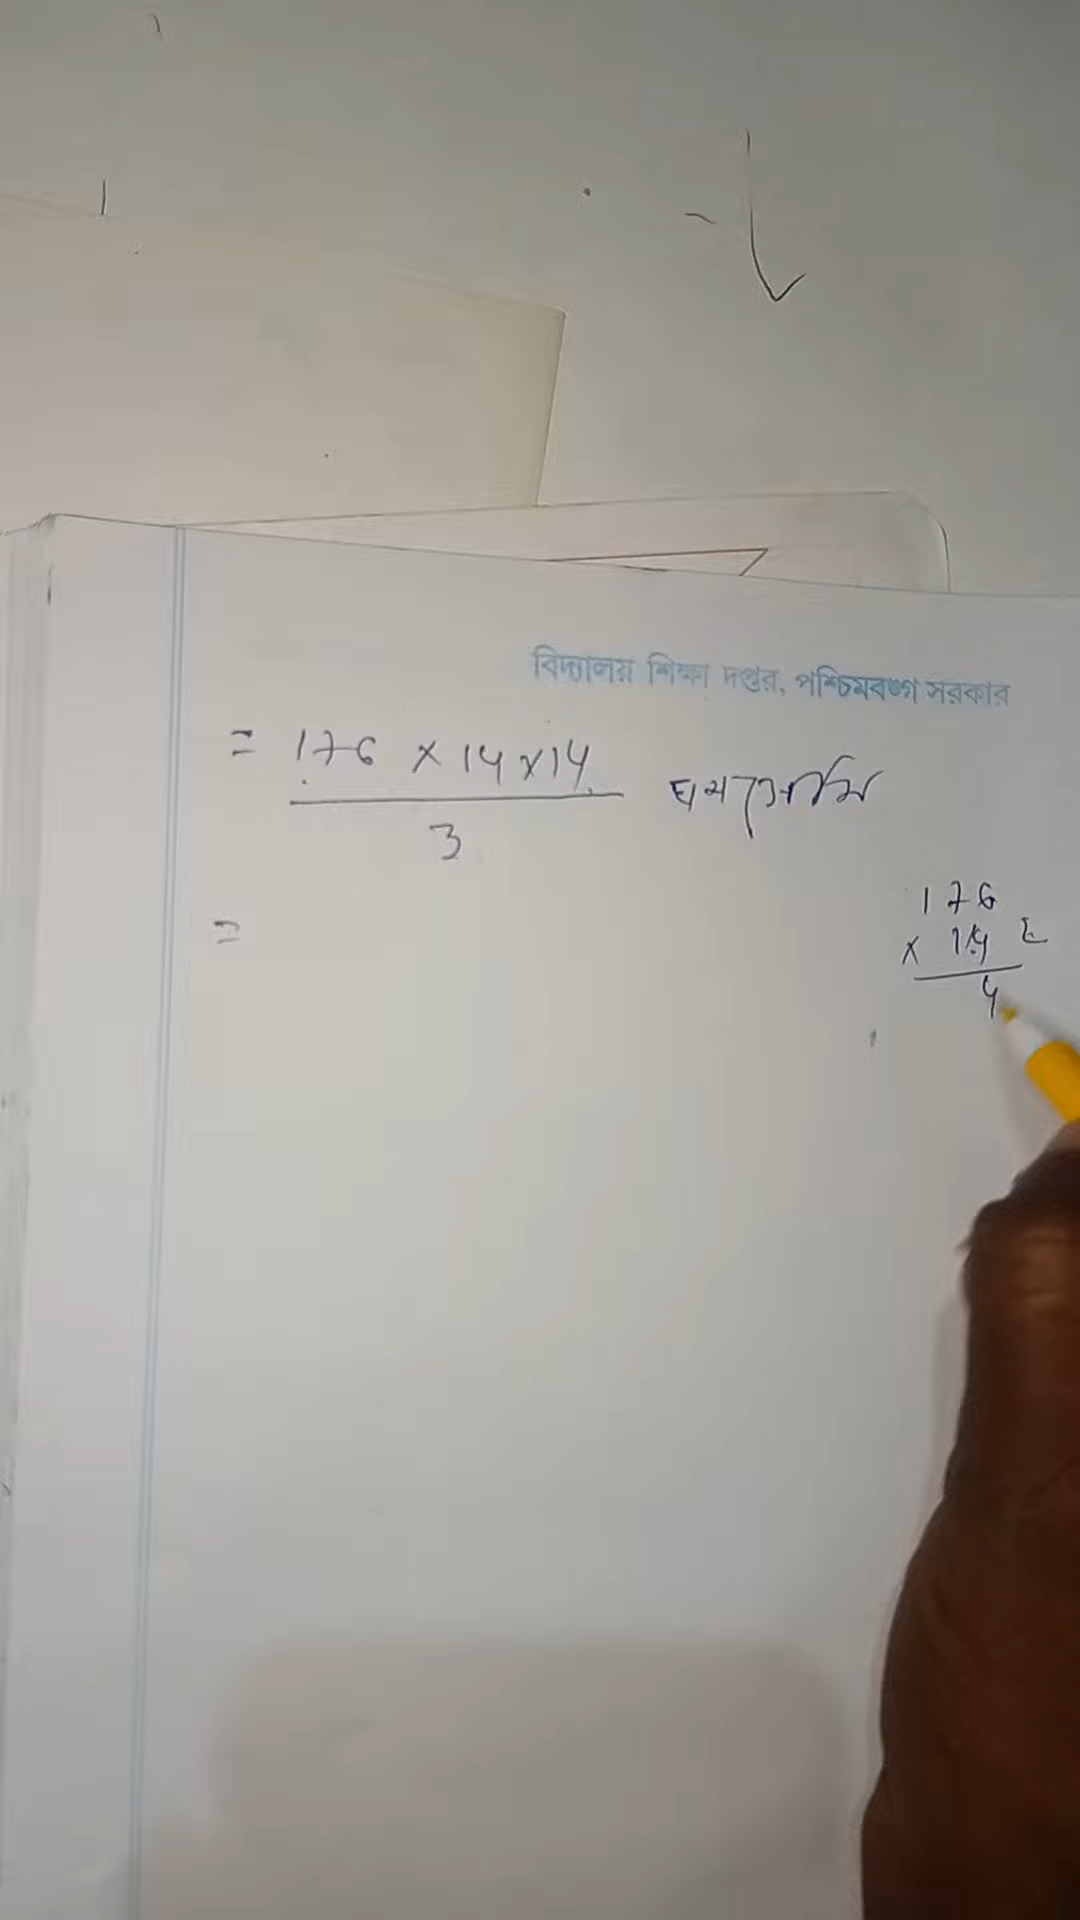 বিদ্যালয় শিক্ষা দপ্তর, পশ্চিমবঙ্গ সরকার
= 176 × 14 × 14 ঘনসেমি
3
=
176
× 14
4